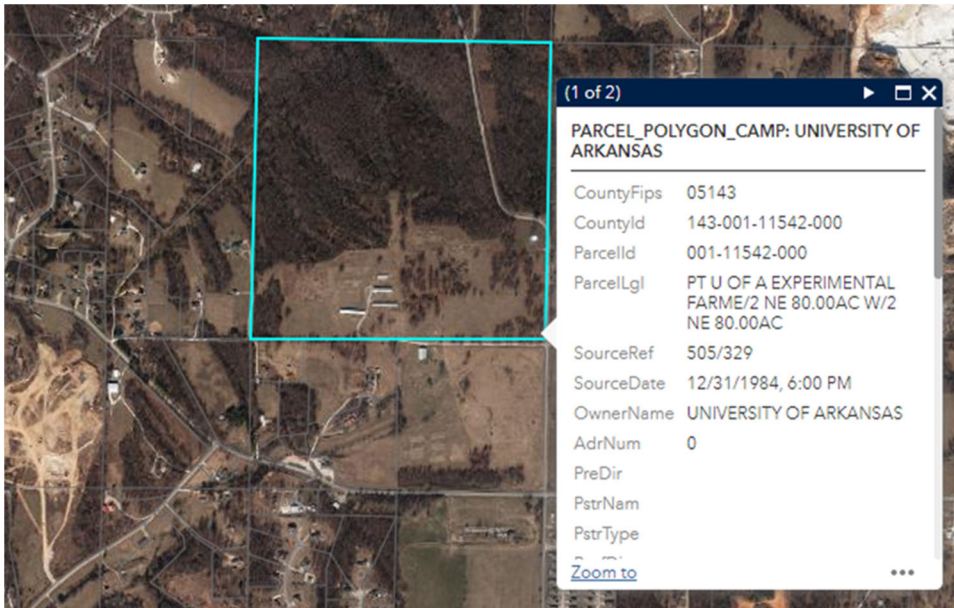 (1 of 2)
PARCEL_POLYGON_CAMP: UNIVERSITY OF
ARKANSAS
CountyFips 05143
CountyId 143-001-11542-000
ParcelId 001-11542-000
ParcelLgl PT U OF A EXPERIMENTAL
FARME/2 NE 80.00AC W/2
NE 80.00AC
SourceRef 505/329
SourceDate 12/31/1984, 6:00 PM
OwnerName UNIVERSITY OF ARKANSAS
AdrNum 0
PreDir
PstrNam
PstrType
Zoom to